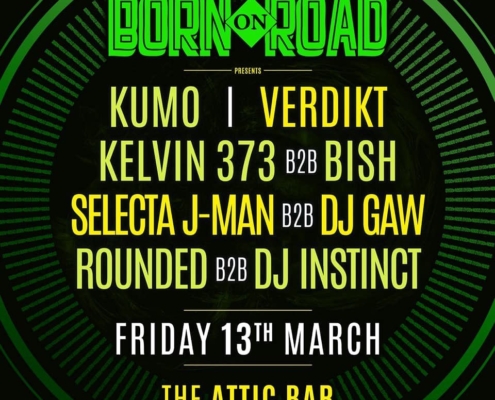 BORN ON ROAD
PRESENTS
KUMO | VERDIKT
KELVIN 373 B2B BISH
SELECTA J-MAN B2B DJ GAW
ROUNDED B2B DJ INSTINCT
FRIDAY 13TH MARCH
THE ATTIC BAR